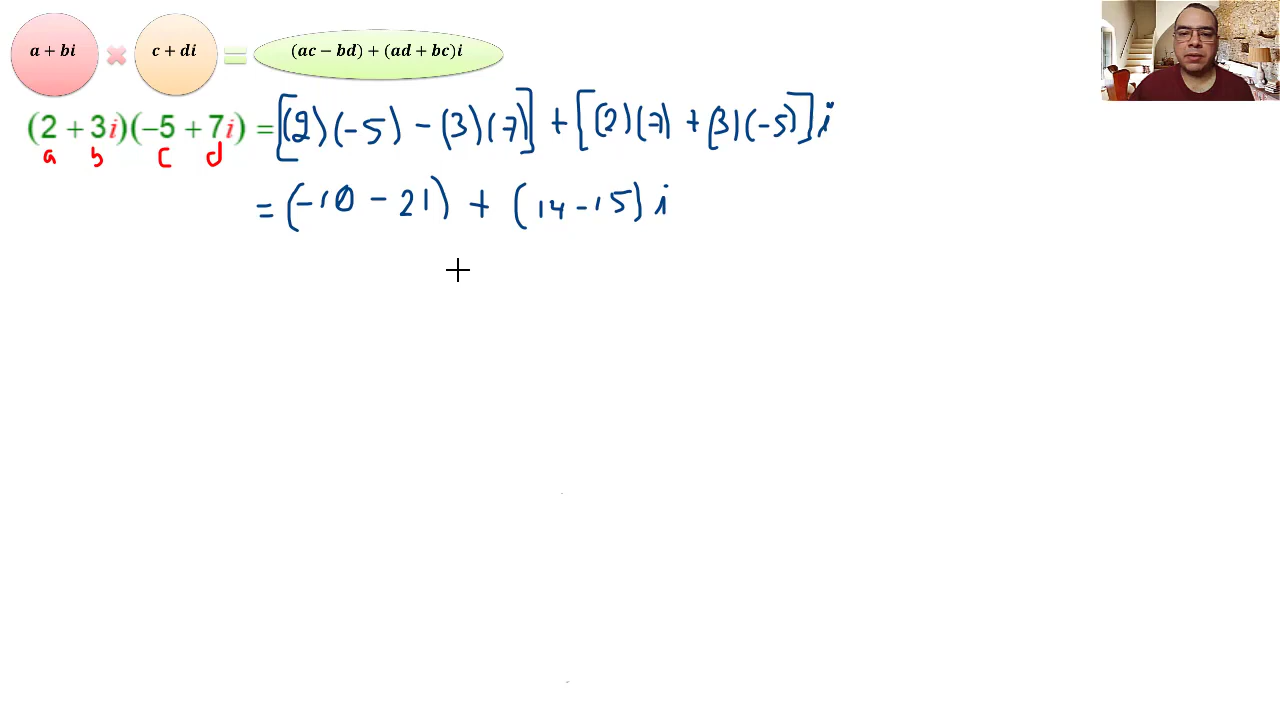 a + bi × c + di = (ac − bd) + (ad + bc)i
(2 + 3i)(−5 + 7i) = [(2)(-5) - (3)(7)] + [(2)(7) + (3)(-5)] i
a b c d
= (-10 - 21) + (14 - 15) i